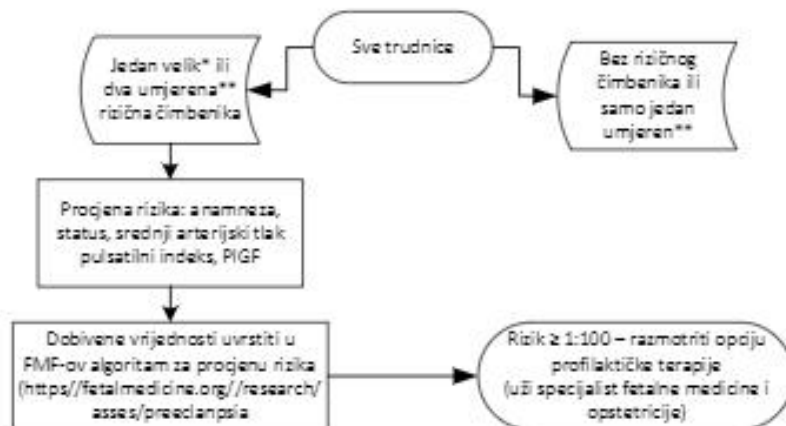 Sve trudnice
Jedan velik* ili
dva umjerena**
rizična čimbenika
Bez rizičnog
čimbenika ili
samo jedan
umjeren**
Procjena rizika: anamneza,
status, srednji arterijski tlak
pulsatilni indeks, PIGF
Dobivene vrijednosti uvrstiti u
FMF-ov algoritam za procjenu rizika
(https//fetalmedicine.org//research/
asses/preeclanpsia
Rizik ≥ 1:100 – razmotriti opciju
profilaktičke terapije
(uži specijalist fetalne medicine i
opstetricije)